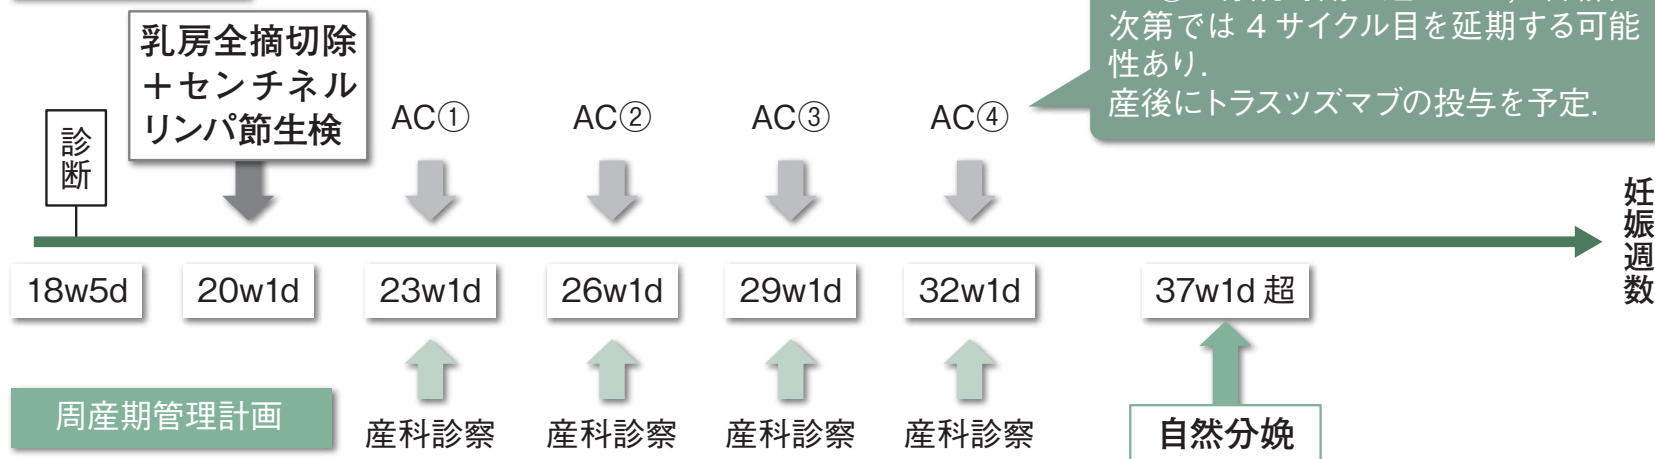 次第では 4 サイクル目を延期する可能
性あり.
産後にトラスツズマブの投与を予定.
乳房全摘切除
＋センチネル
リンパ節生検
診断
AC①
AC②
AC③
AC④
妊娠週数
18w5d
20w1d
23w1d
26w1d
29w1d
32w1d
37w1d 超
周産期管理計画
産科診察
産科診察
産科診察
産科診察
自然分娩